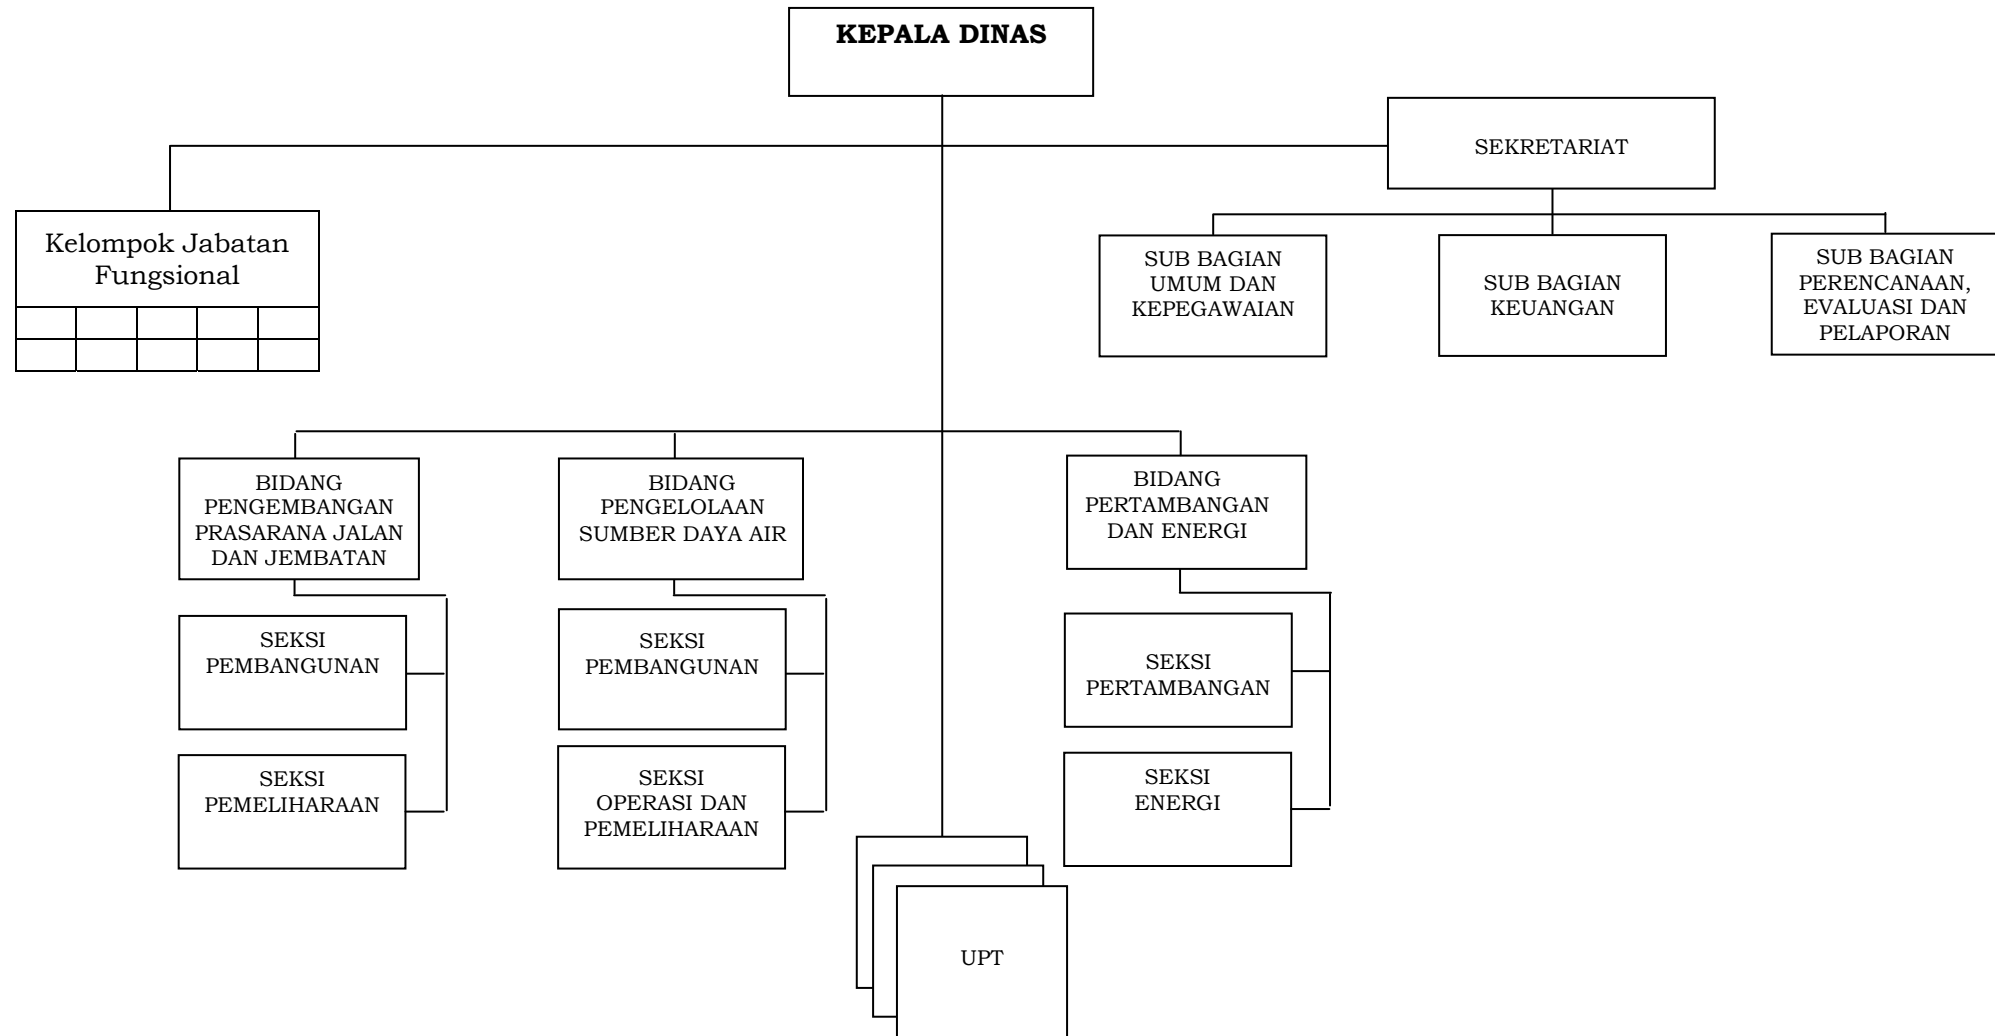 KEPALA DINAS
SEKRETARIAT
Kelompok Jabatan
Fungsional
SUB BAGIAN
UMUM DAN
KEPEGAWAIAN
SUB BAGIAN
KEUANGAN
SUB BAGIAN
PERENCANAAN,
EVALUASI DAN
PELAPORAN
BIDANG
PENGEMBANGAN
PRASARANA JALAN
DAN JEMBATAN
BIDANG
PENGELOLAAN
SUMBER DAYA AIR
BIDANG
PERTAMBANGAN
DAN ENERGI
SEKSI
PEMBANGUNAN
SEKSI
PEMBANGUNAN
SEKSI
PERTAMBANGAN
SEKSI
PEMELIHARAAN
SEKSI
OPERASI DAN
PEMELIHARAAN
SEKSI
ENERGI
UPT